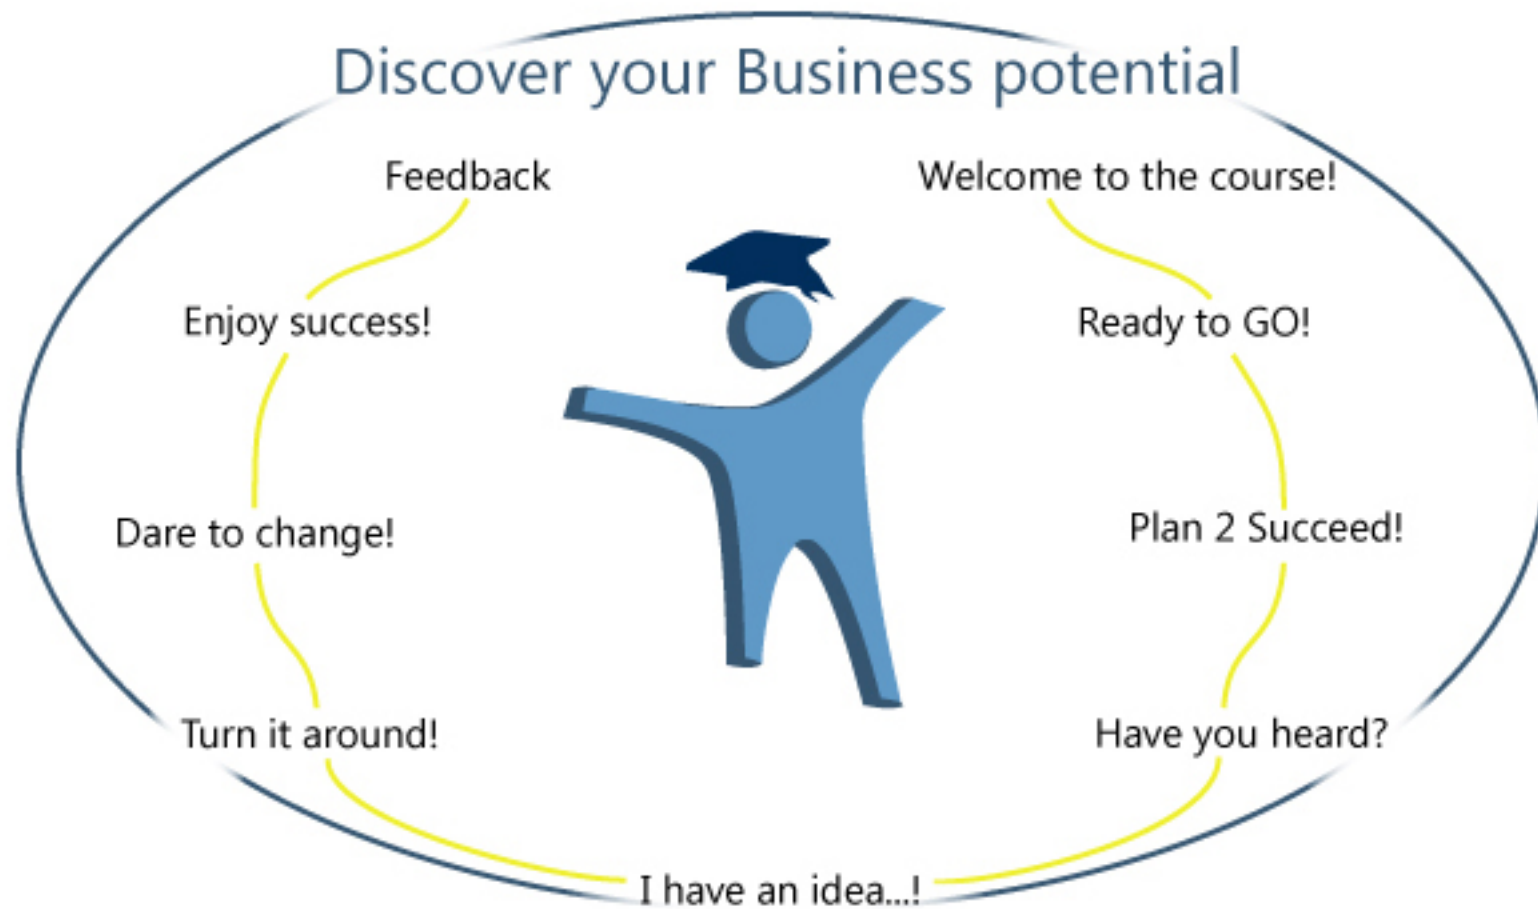 Discover your Business potential
Feedback
Welcome to the course!
Enjoy success!
Ready to GO!
Dare to change!
Plan 2 Succeed!
Turn it around!
Have you heard?
I have an idea...!